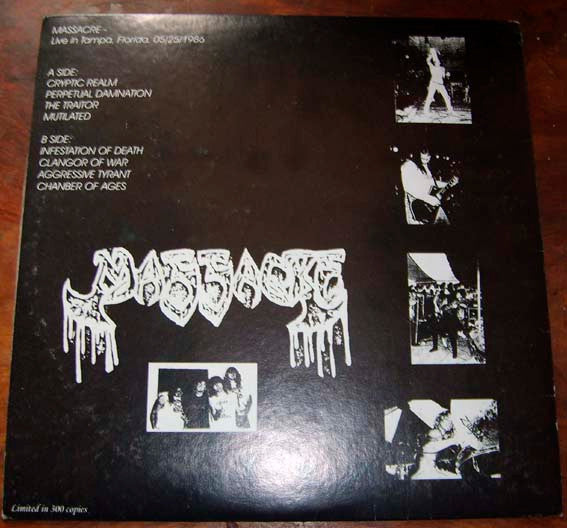 MASSACRE -
Live in Tampa, Florida, 05/25/1986
A SIDE:
CRYPTIC REALM
PERPETUAL DAMNATION
THE TRAITOR
MUTILATED
B SIDE:
INFESTATION OF DEATH
CLANGOR OF WAR
AGGRESSIVE TYRANT
CHANBER OF AGES
MASSACRE
Limited in 300 copies